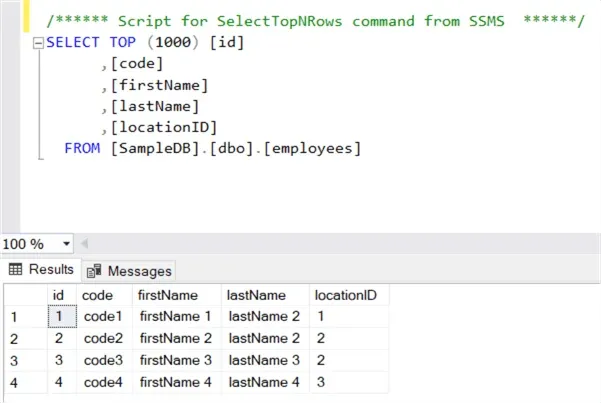 /****** Script for SelectTopNRows command from SSMS  ******/
SELECT TOP (1000) [id]
,[code]
,[firstName]
,[lastName]
,[locationID]
FROM [SampleDB].[dbo].[employees]
100 %
Results Messages
id code firstName lastName locationID
1 1 code1 firstName 1 lastName 2 1
2 2 code2 firstName 2 lastName 2 2
3 3 code3 firstName 3 lastName 3 2
4 4 code4 firstName 4 lastName 4 3